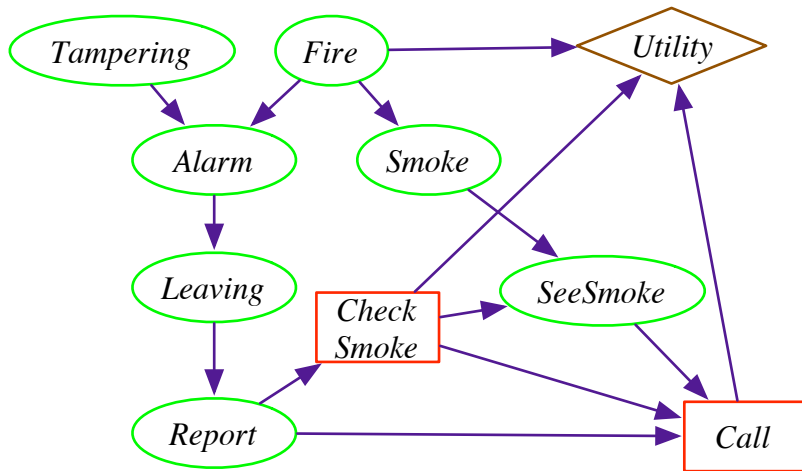 Tampering
Fire
Utility
Alarm
Smoke
Leaving
Check
Smoke
SeeSmoke
Report
Call